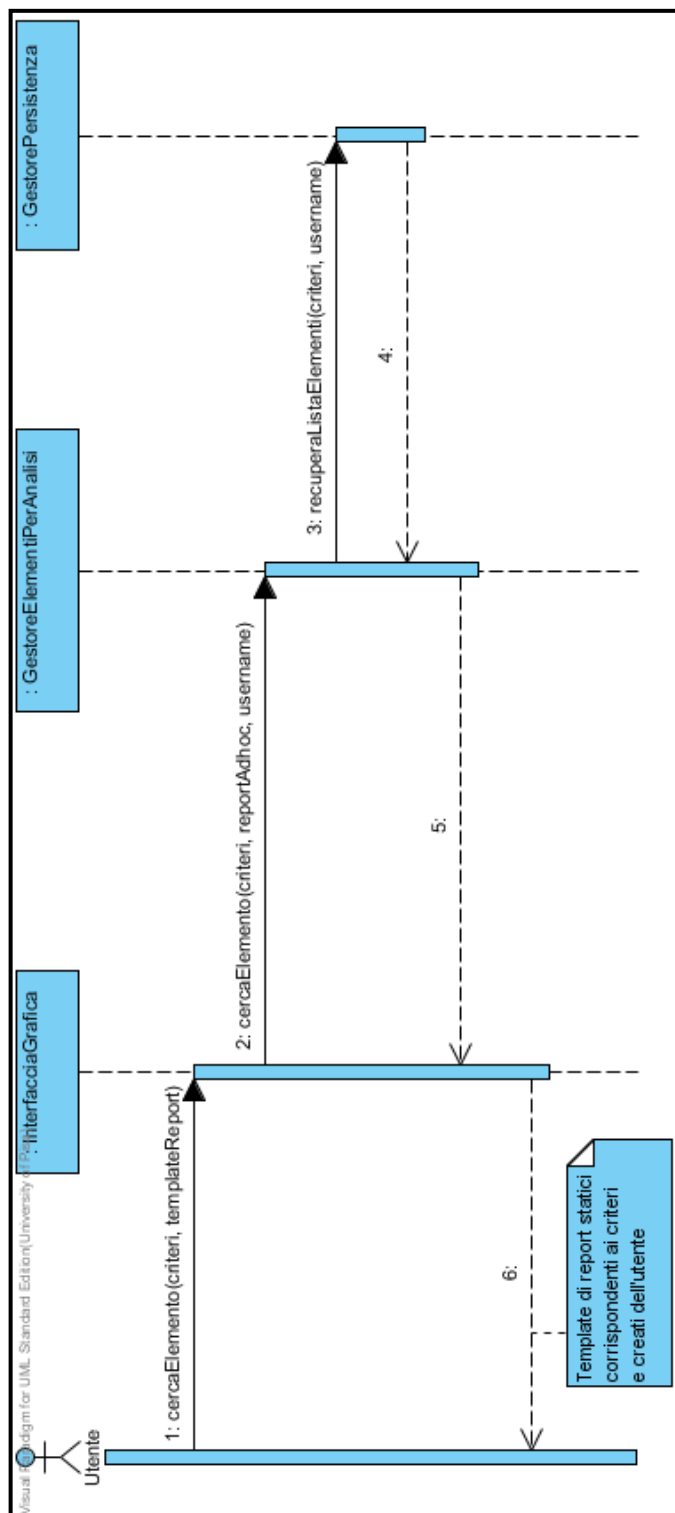 Visual Paradigm for UML Standard Edition(University of
Utente
: InterfacciaGrafica
: GestoreElementiPerAnalisi
: GestorePersistenza
1: cercaElemento(criteri, templateReport)
2: cercaElemento(criteri, reportAdhoc, username)
3: recuperaListaElementi(criteri, username)
4:
5:
6:
Template di report statici
corrispondenti ai criteri
e creati dell'utente